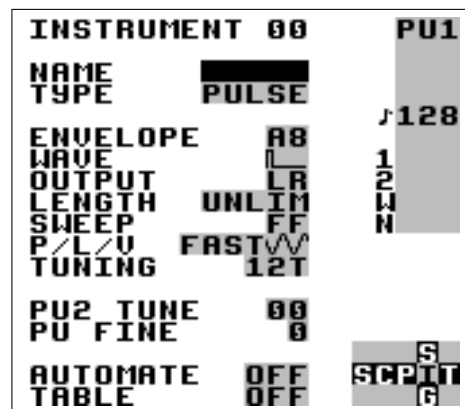 INSTRUMENT 00 PU1
NAME
TYPE PULSE
♪128
ENVELOPE A8
WAVE 1
OUTPUT LR 2
LENGTH UNLIM W
SWEEP FF N
P/L/V FAST
TUNING 12T
PU2 TUNE 00
PU FINE 0
S
AUTOMATE OFF SCPIT
TABLE OFF G